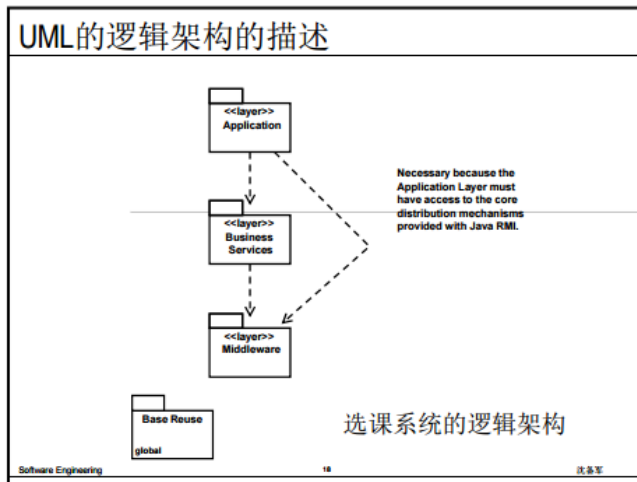 UML的逻辑架构的描述
<<layer>>
Application
Necessary because the
Application Layer must
have access to the core
distribution mechanisms
provided with Java RMI.
<<layer>>
Business
Services
<<layer>>
Middleware
Base Reuse
global
选课系统的逻辑架构
Software Engineering
18
沈备军